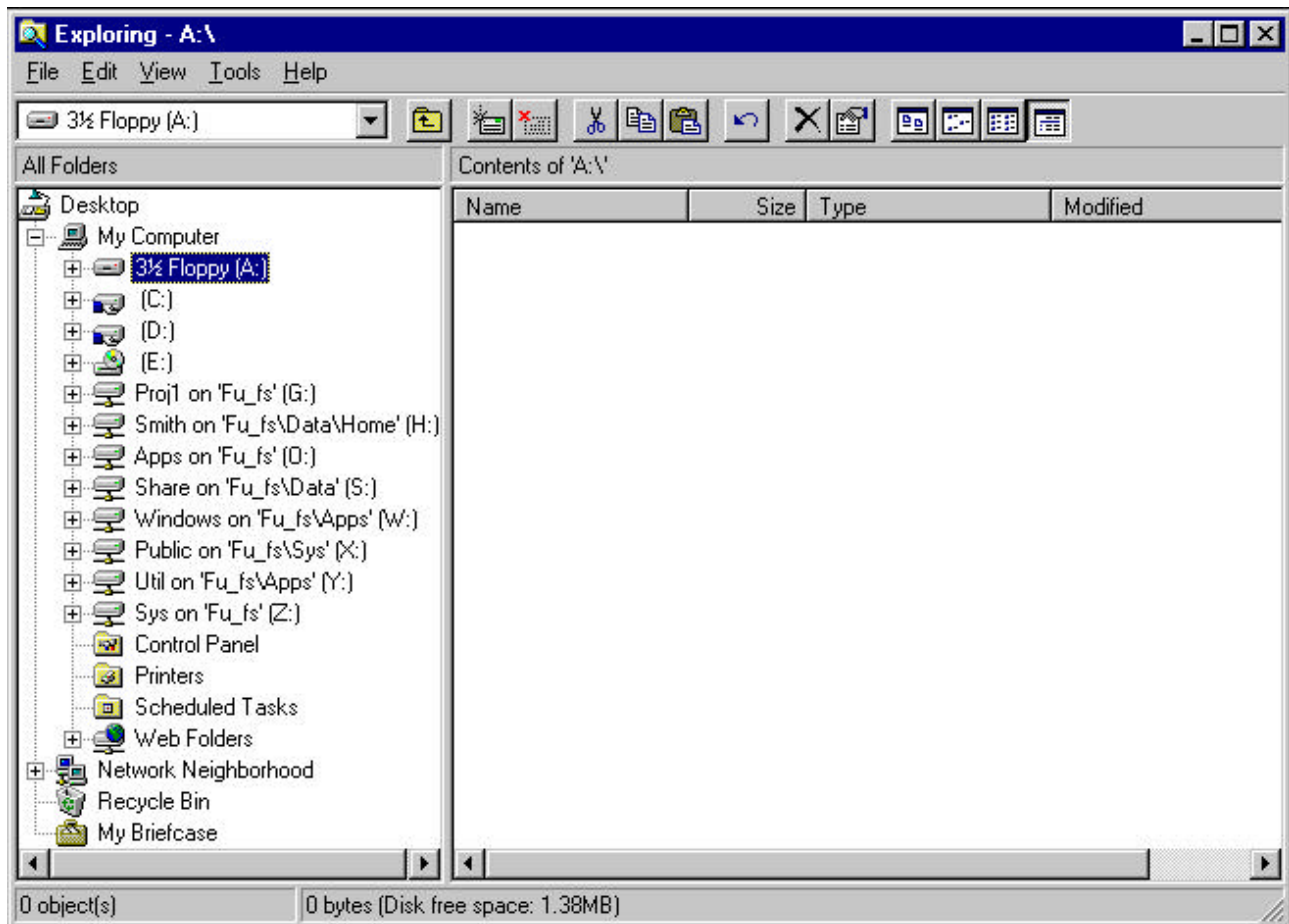 Exploring - A:\
File Edit View Tools Help
3½ Floppy (A:)
All Folders
Contents of 'A:\'
Name Size Type Modified
Desktop
My Computer
3½ Floppy (A:)
(C:)
(D:)
(E:)
Proj1 on 'Fu_fs' (G:)
Smith on 'Fu_fs\Data\Home' (H:)
Apps on 'Fu_fs' (O:)
Share on 'Fu_fs\Data' (S:)
Windows on 'Fu_fs\Apps' (W:)
Public on 'Fu_fs\Sys' (X:)
Util on 'Fu_fs\Apps' (Y:)
Sys on 'Fu_fs' (Z:)
Control Panel
Printers
Scheduled Tasks
Web Folders
Network Neighborhood
Recycle Bin
My Briefcase
0 object(s)
0 bytes (Disk free space: 1.38MB)